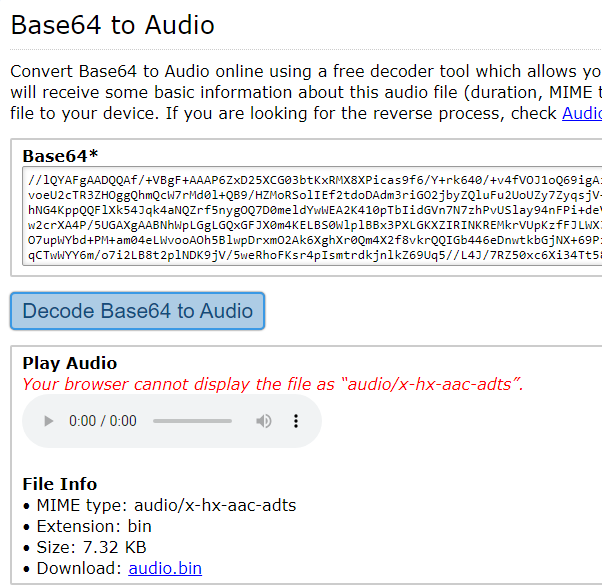 Base64 to Audio
Convert Base64 to Audio online using a free decoder tool which allows yo
will receive some basic information about this audio file (duration, MIME t
file to your device. If you are looking for the reverse process, check Audio
Base64*
//lQYAFgAADQQAf/+VBgF+AAAP6ZxD25XCG03btKxRMX8XPicas9f6/Y+rk640/+v4fVOJ1oQ69igA
voeU2cTR3ZHOggQhmQcW7rMd0l+QB9/HZMoRSolIEf2tdoDAdm3riGO2jbyZQluFu2UoUZy7ZyqsjV
hNG4KppQQFlXk54Jqk4aNQZrf5nygOQ7D0meldYwWEA2K410pTbIidGVn7N7zhPvUSlay94nFPi+deV
w2crXA4P/5UGAXgAABNhWpLGgLGQxGFJX0m4KELBS0WlplBBx3PXLGKXZIRINKREMkrVUpKzfFJLWX
O7upWYbd+PM+am04eLWvooAOh5BlwpDrxmO2Ak6XghXr0Qm4X2f8vkrQQIGb446eDnwtkbGjNX+69P
qCTwWYY6m/o7i2LB8t2plNDK9jV/5weRhoFKsr4pIsmtrdkjnlkZ69Uq5//L4J/7RZ50xc6Xi34Tt58
Decode Base64 to Audio
Play Audio
Your browser cannot display the file as “audio/x-hx-aac-adts”.
0:00 / 0:00
File Info
• MIME type: audio/x-hx-aac-adts
• Extension: bin
• Size: 7.32 KB
• Download: audio.bin